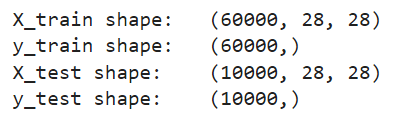 X_train shape:   (60000, 28, 28)
y_train shape:   (60000,)
X_test shape:    (10000, 28, 28)
y_test shape:    (10000,)